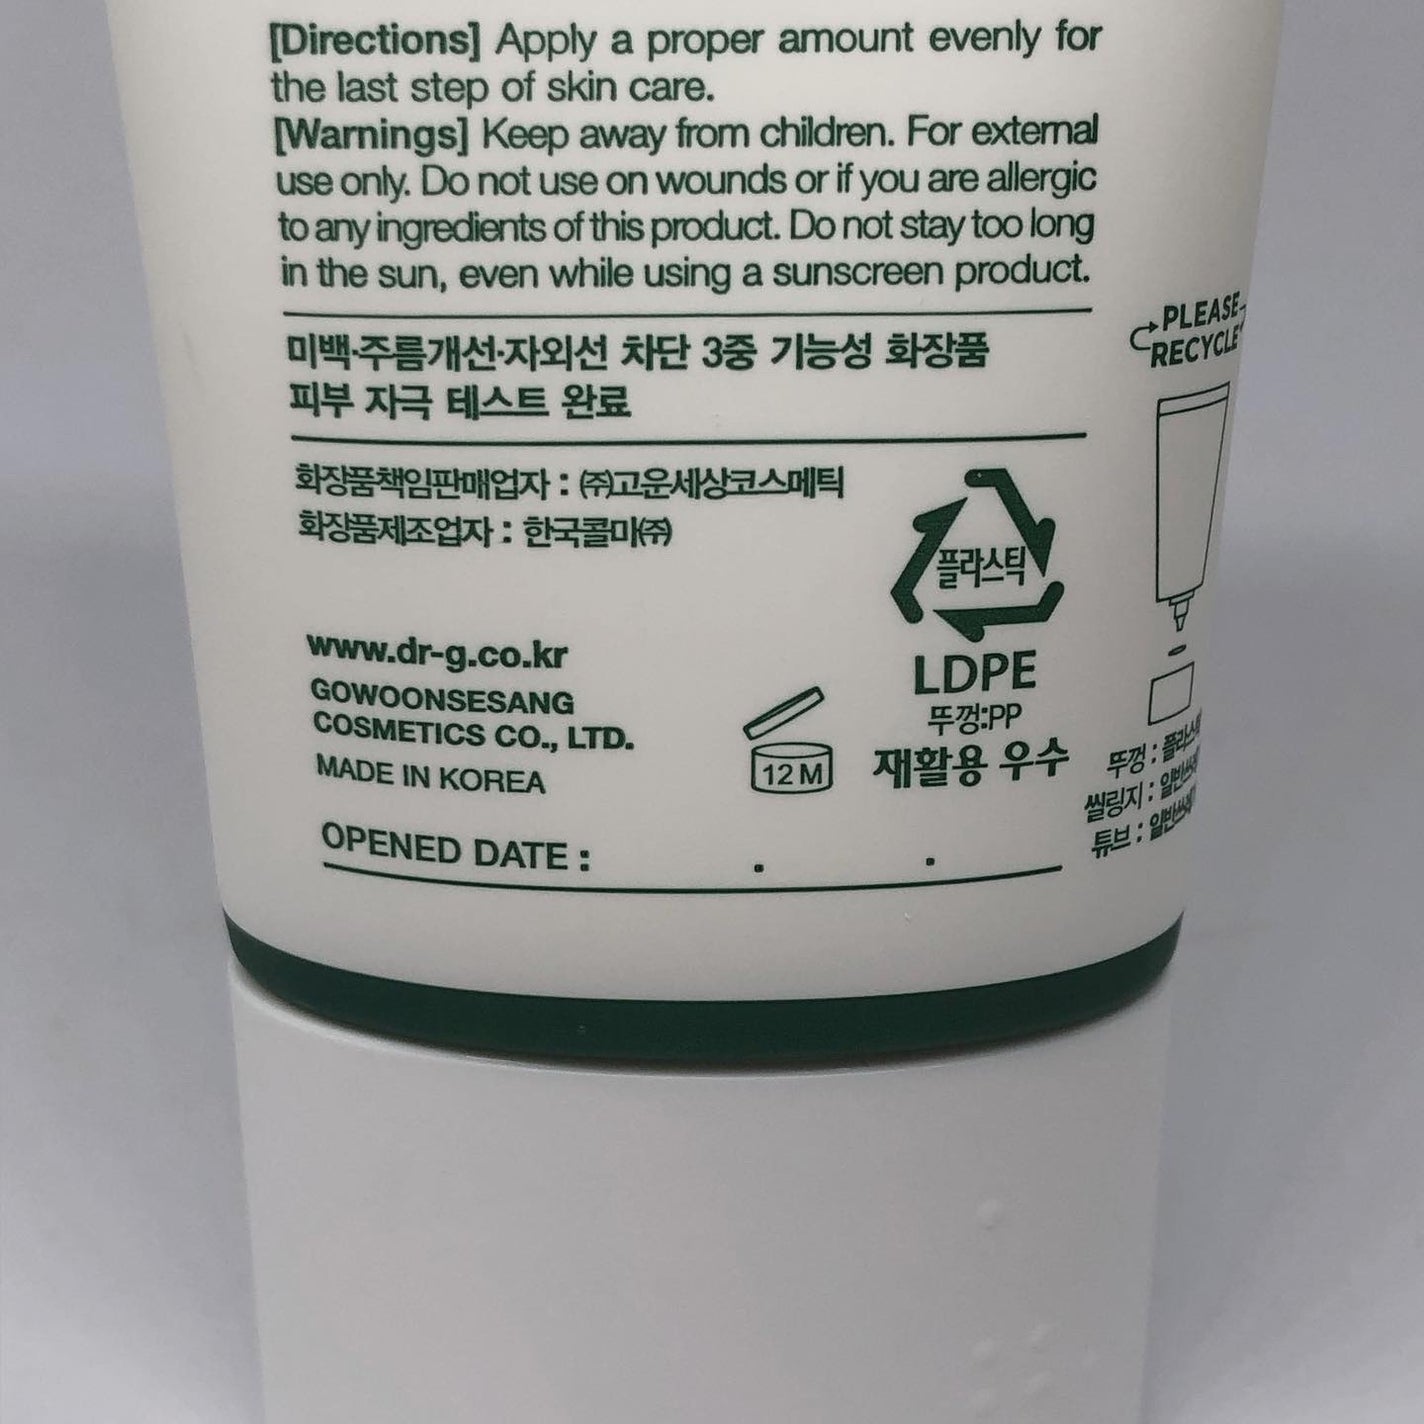 [Directions] Apply a proper amount evenly for
the last step of skin care.
[Warnings] Keep away from children. For external
use only. Do not use on wounds or if you are allergic
to any ingredients of this product. Do not stay too long
in the sun, even while using a sunscreen product.
미백·주름개선·자외선 차단 3중 기능성 화장품
피부 자극 테스트 완료
화장품책임판매업자 : ㈜고운세상코스메틱
화장품제조업자 : 한국콜마㈜
www.dr-g.co.kr
GOWOONSESANG
COSMETICS CO., LTD.
MADE IN KOREA
12M
OPENED DATE : . .
플라스틱
LDPE
뚜껑:PP
재활용 우수
PLEASE
RECYCLE
뚜껑 :
씰링지 :
튜브 :